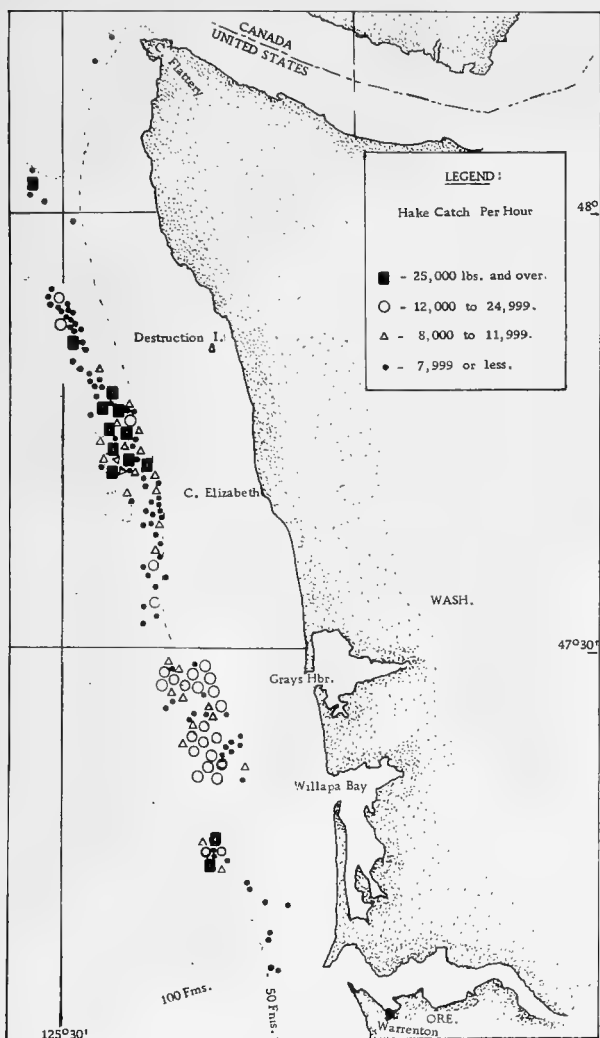 CANADA
UNITED STATES
C. Flattery
LEGEND:
Hake Catch Per Hour
■ - 25,000 lbs. and over.
○ - 12,000 to 24,999.
△ - 8,000 to 11,999.
• - 7,999 or less.
48°
Destruction I.
C. Elizabeth
WASH.
47°30'
Grays Hbr.
Willapa Bay
100 Fms.
50 Fms.
ORE.
Warrenton
125°30'